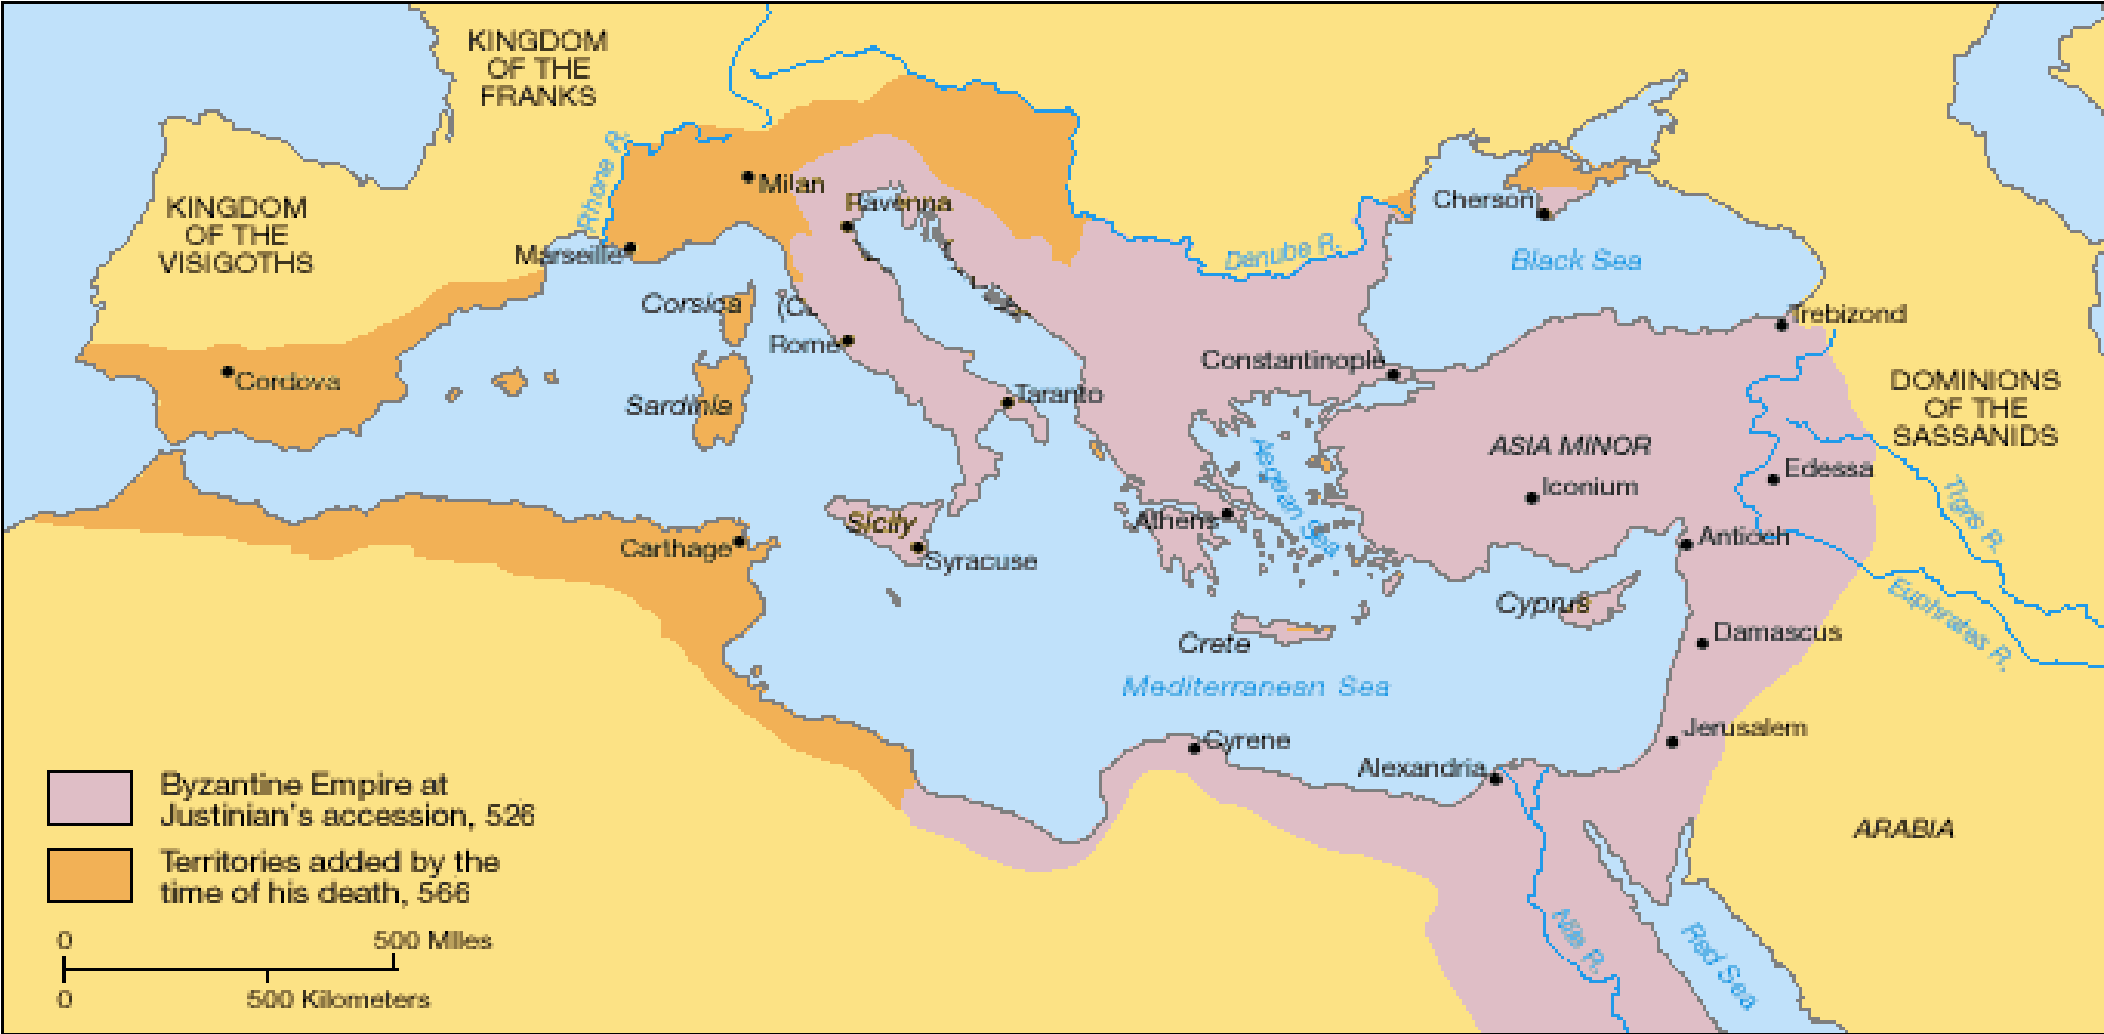 KINGDOM
OF THE
FRANKS
KINGDOM
OF THE
VISIGOTHS
Rhone R.
Milan
Ravenna
Marseille
Corsica
Rome
Sardinia
Cordova
Taranto
Carthage
Sicily
Syracuse
Danube R.
Cherson
Black Sea
Trebizond
Constantinople
DOMINIONS
OF THE
SASSANIDS
ASIA MINOR
Iconium
Edessa
Aegean Sea
Athens
Antioch
Tigris R.
Euphrates R.
Cyprus
Crete
Damascus
Mediterranean Sea
Cyrene
Alexandria
Jerusalem
ARABIA
Nile R.
Red Sea
Byzantine Empire at
Justinian's accession, 526
Territories added by the
time of his death, 566
0
500 Miles
0
500 Kilometers